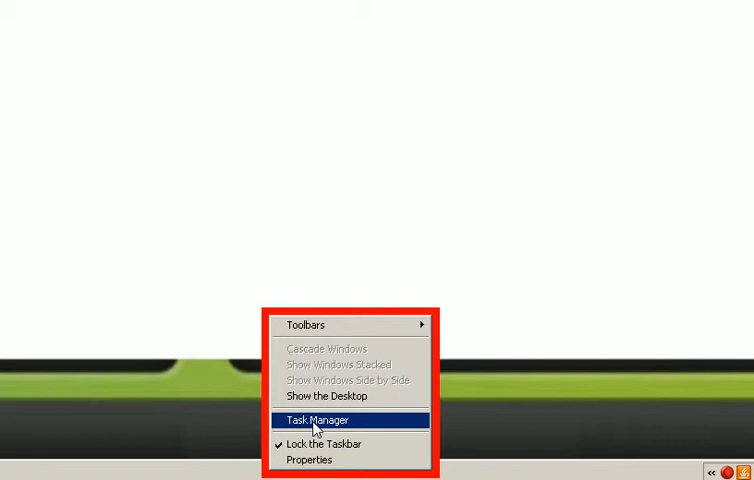 Toolbars
Cascade Windows
Show Windows Stacked
Show Windows Side by Side
Show the Desktop
Task Manager
Lock the Taskbar
Properties